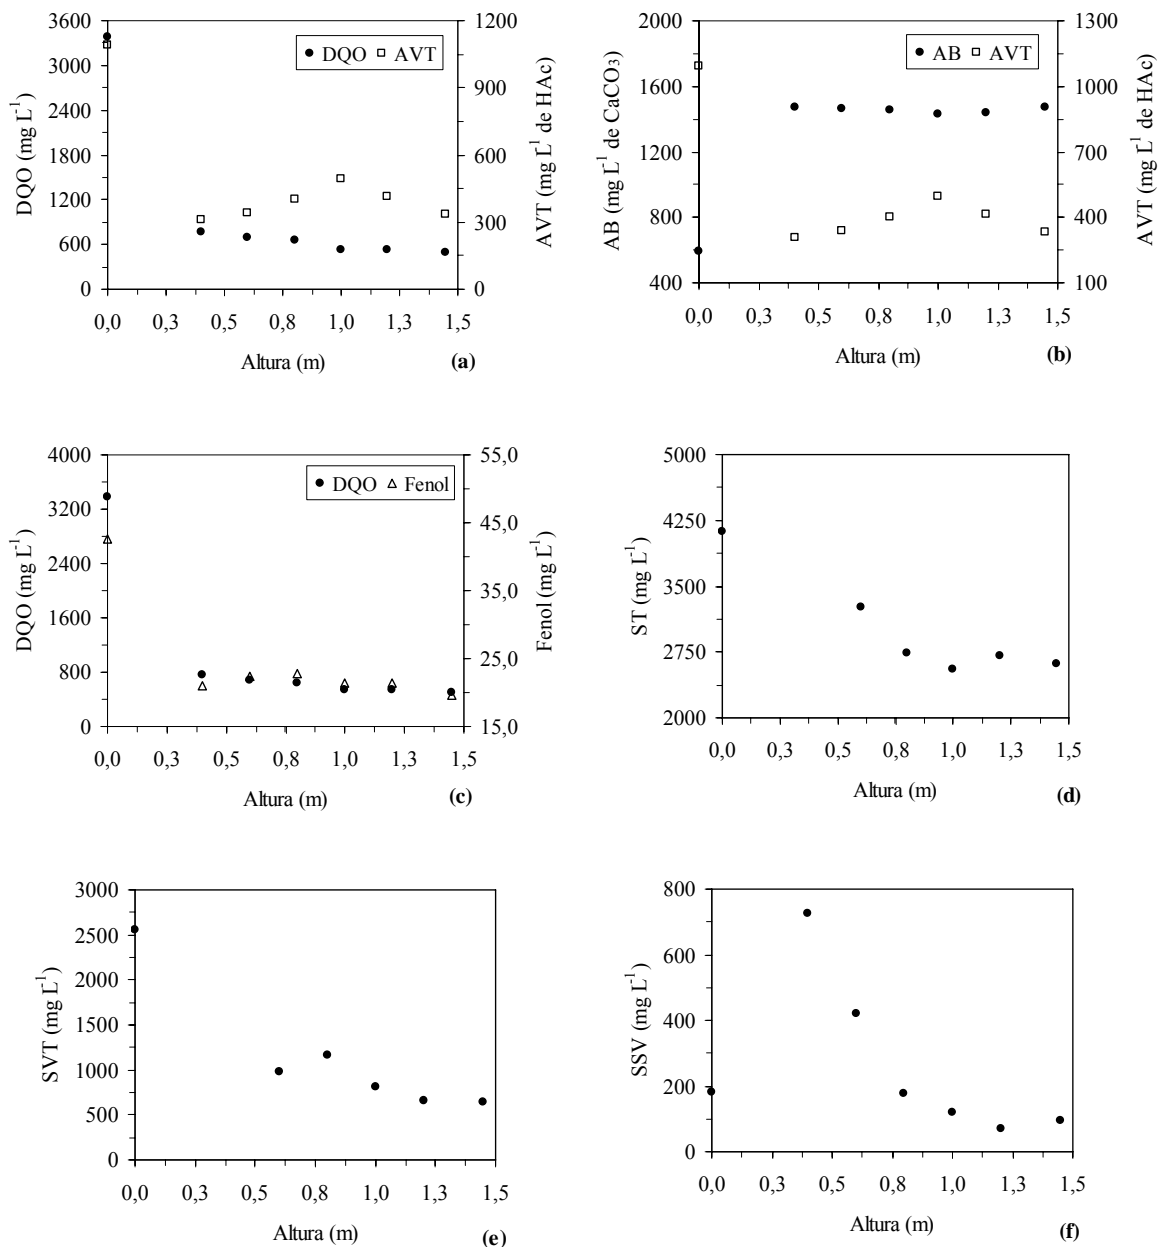 3600
3000
2400
1800
1200
600
0
DQO (mg L⁻¹)
DQO AVT
1200
900
600
300
0
AVT (mg L⁻¹ de HAc)
0,0 0,3 0,5 0,8 1,0 1,3 1,5
Altura (m)
(a)
2000
1600
1200
800
400
AB (mg L⁻¹ de CaCO₃)
AB AVT
1300
1000
700
400
100
AVT (mg L⁻¹ de HAc)
0,0 0,3 0,5 0,8 1,0 1,3 1,5
Altura (m)
(b)
4000
3200
2400
1600
800
0
DQO (mg L⁻¹)
DQO Fenol
55,0
45,0
35,0
25,0
15,0
Fenol (mg L⁻¹)
0,0 0,3 0,5 0,8 1,0 1,3 1,5
Altura (m)
(c)
5000
4250
3500
2750
2000
ST (mg L⁻¹)
0,0 0,3 0,5 0,8 1,0 1,3 1,5
Altura (m)
(d)
3000
2500
2000
1500
1000
500
0
SVT (mg L⁻¹)
0,0 0,3 0,5 0,8 1,0 1,3 1,5
Altura (m)
(e)
800
600
400
200
0
SSV (mg L⁻¹)
0,0 0,3 0,5 0,8 1,0 1,3 1,5
Altura (m)
(f)